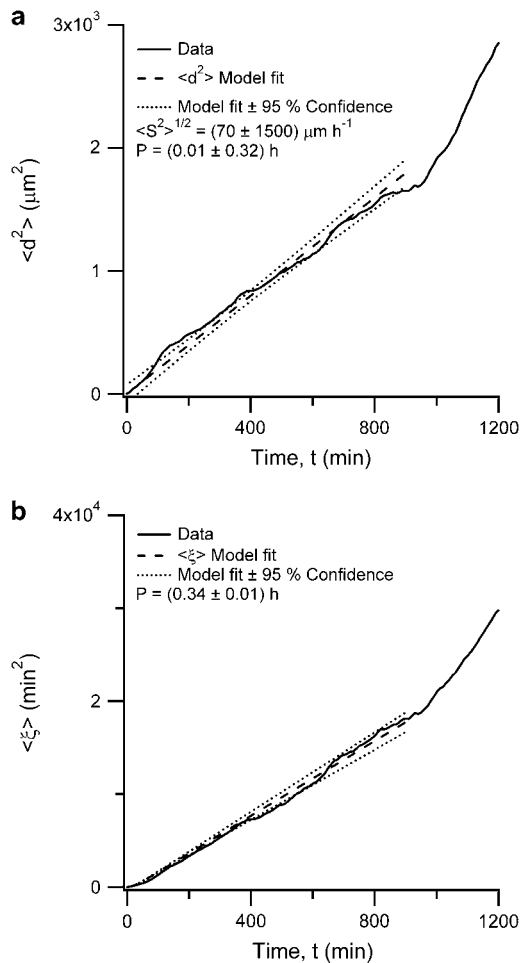 a
3x10³
Data
<d²> Model fit
Model fit ± 95 % Confidence
<S²>^1/2 = (70 ± 1500) μm h⁻¹
P = (0.01 ± 0.32) h
2
1
0
<d²> (μm²)
0 400 800 1200
Time, t (min)
b
4x10⁴
Data
<ξ> Model fit
Model fit ± 95 % Confidence
P = (0.34 ± 0.01) h
2
0
<ξ> (min²)
0 400 800 1200
Time, t (min)